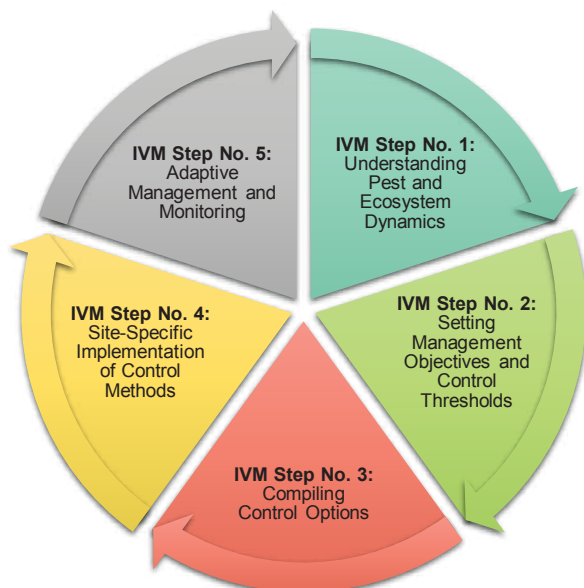 IVM Step No. 1:
Understanding
Pest and
Ecosystem
Dynamics
IVM Step No. 2:
Setting
Management
Objectives and
Control
Thresholds
IVM Step No. 3:
Compiling
Control Options
IVM Step No. 4:
Site-Specific
Implementation
of Control
Methods
IVM Step No. 5:
Adaptive
Management and
Monitoring